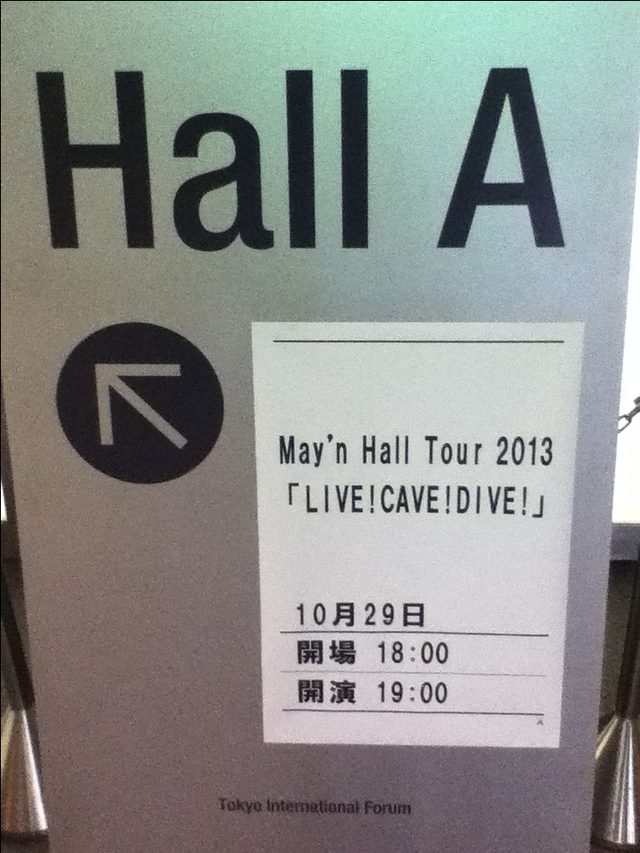 Hall A
May'n Hall Tour 2013
「LIVE!CAVE!DIVE!」
10月29日
開場 18:00
開演 19:00
A
Tokyo International Forum